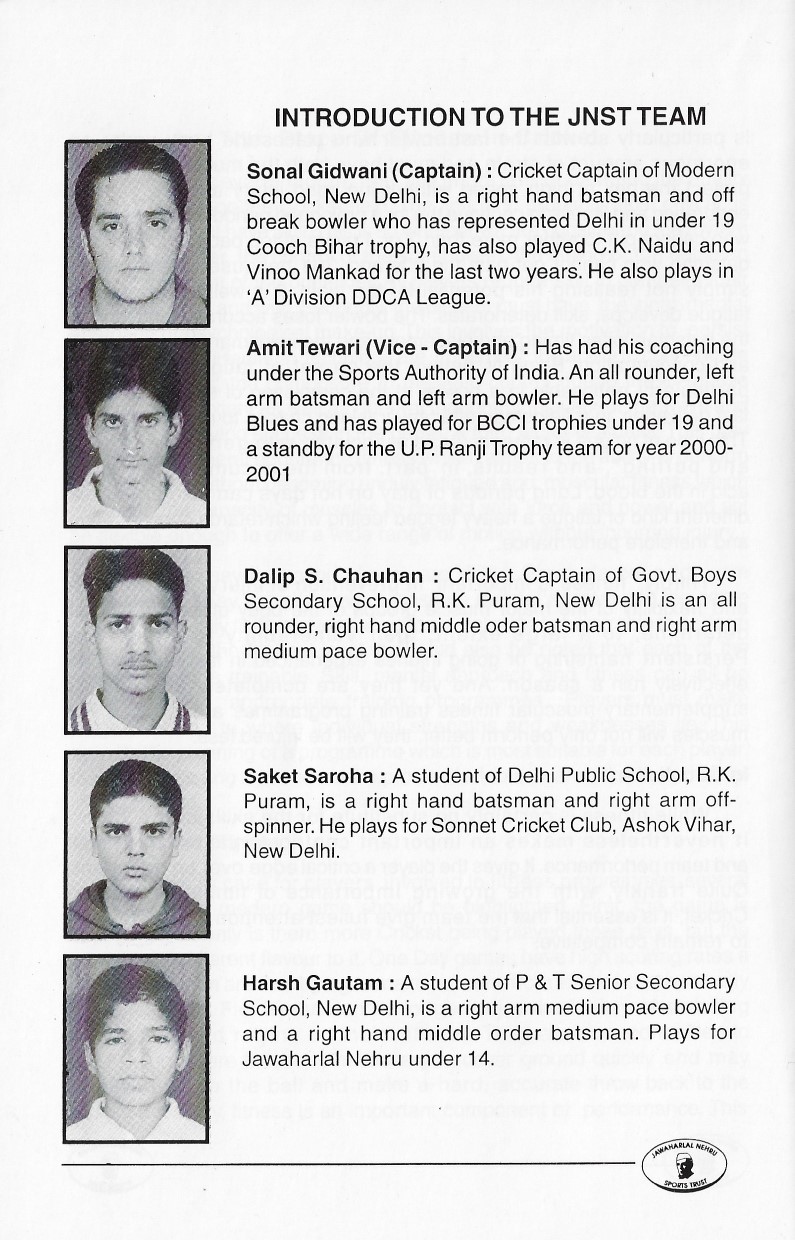 INTRODUCTION TO THE JNST TEAM
Sonal Gidwani (Captain) : Cricket Captain of Modern
School, New Delhi, is a right hand batsman and off
break bowler who has represented Delhi in under 19
Cooch Bihar trophy, has also played C.K. Naidu and
Vinoo Mankad for the last two years. He also plays in
‘A’ Division DDCA League.
Amit Tewari (Vice - Captain) : Has had his coaching
under the Sports Authority of India. An all rounder, left
arm batsman and left arm bowler. He plays for Delhi
Blues and has played for BCCI trophies under 19 and
a standby for the U.P. Ranji Trophy team for year 2000-
2001
Dalip S. Chauhan : Cricket Captain of Govt. Boys
Secondary School, R.K. Puram, New Delhi is an all
rounder, right hand middle oder batsman and right arm
medium pace bowler.
Saket Saroha : A student of Delhi Public School, R.K.
Puram, is a right hand batsman and right arm off-
spinner. He plays for Sonnet Cricket Club, Ashok Vihar,
New Delhi.
Harsh Gautam : A student of P & T Senior Secondary
School, New Delhi, is a right arm medium pace bowler
and a right hand middle order batsman. Plays for
Jawaharlal Nehru under 14.
JAWAHARLAL NEHRU
SPORTS TRUST